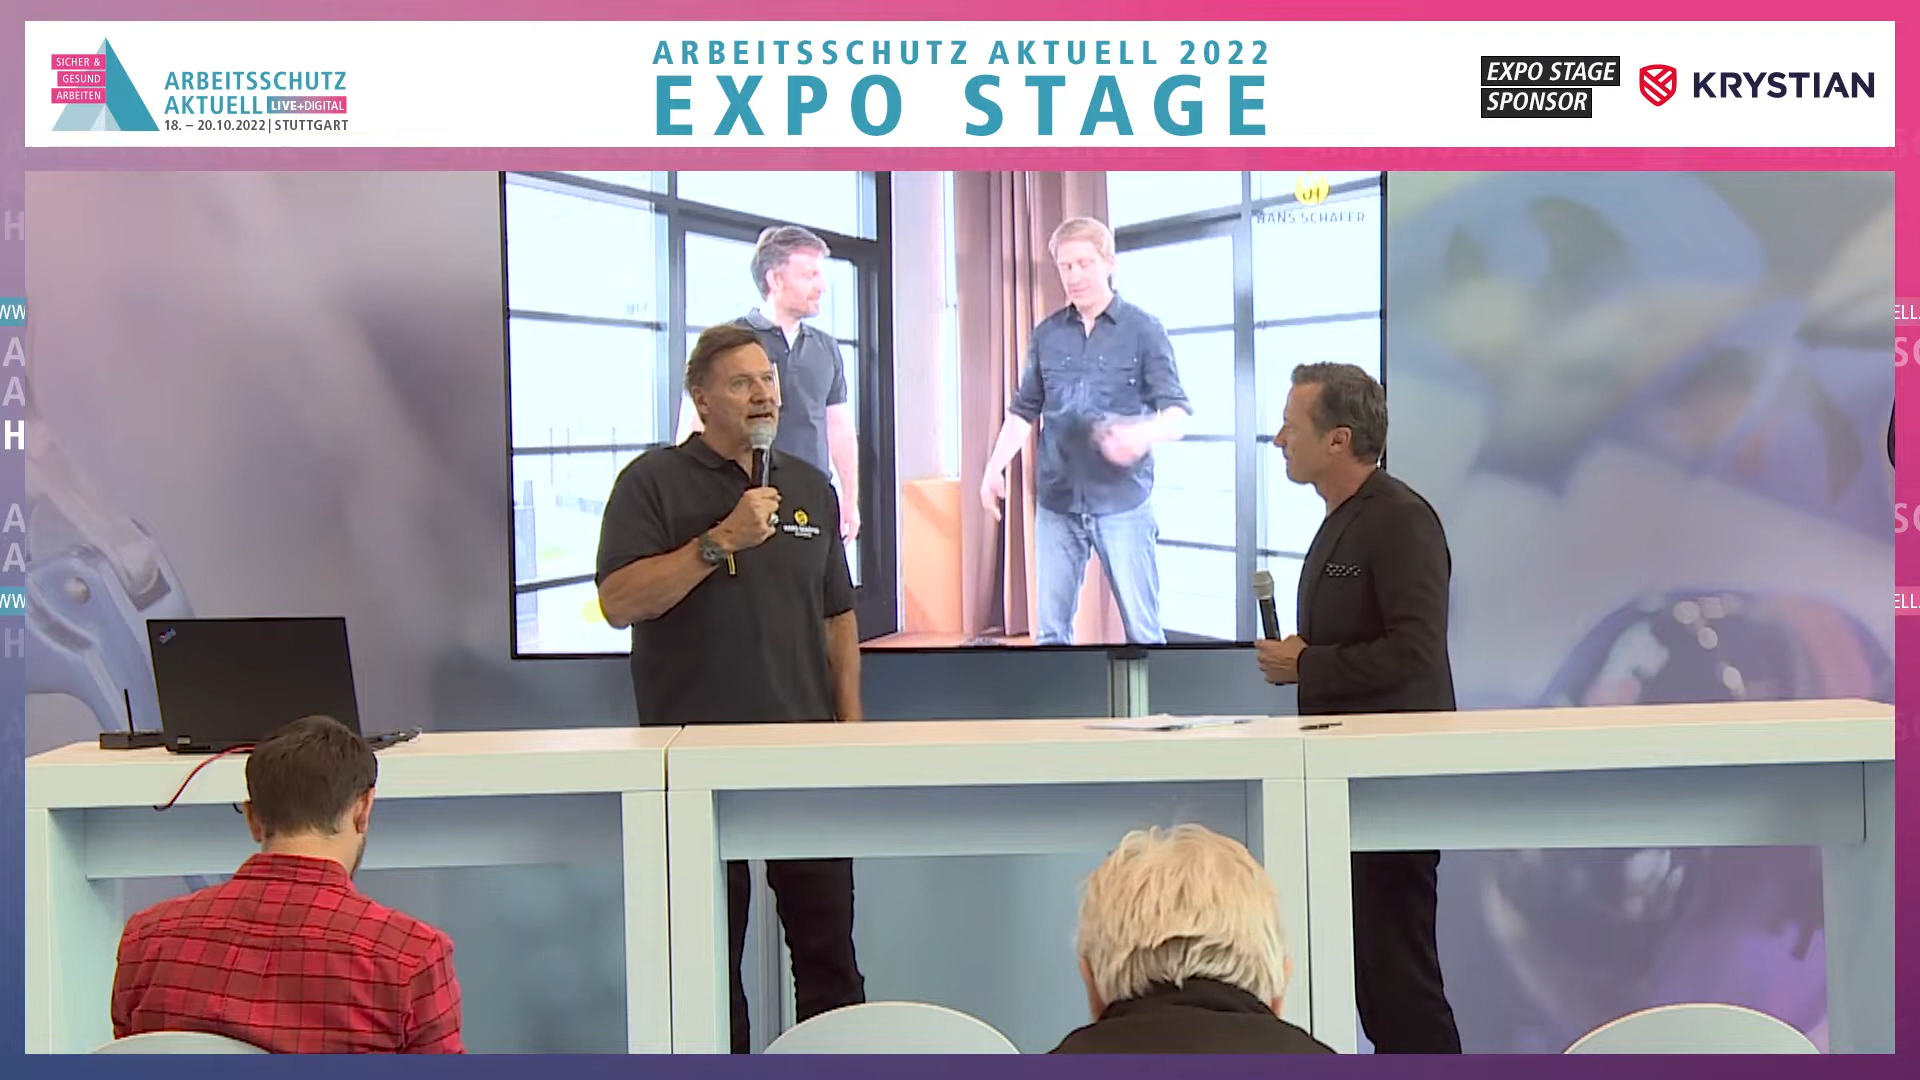 SICHER &
GESUND
ARBEITEN
ARBEITSSCHUTZ
AKTUELL LIVE+DIGITAL
18. – 20.10.2022 | STUTTGART
ARBEITSSCHUTZ AKTUELL 2022
EXPO STAGE
EXPO STAGE
SPONSOR
KRYSTIAN
HANS SCHÄFER